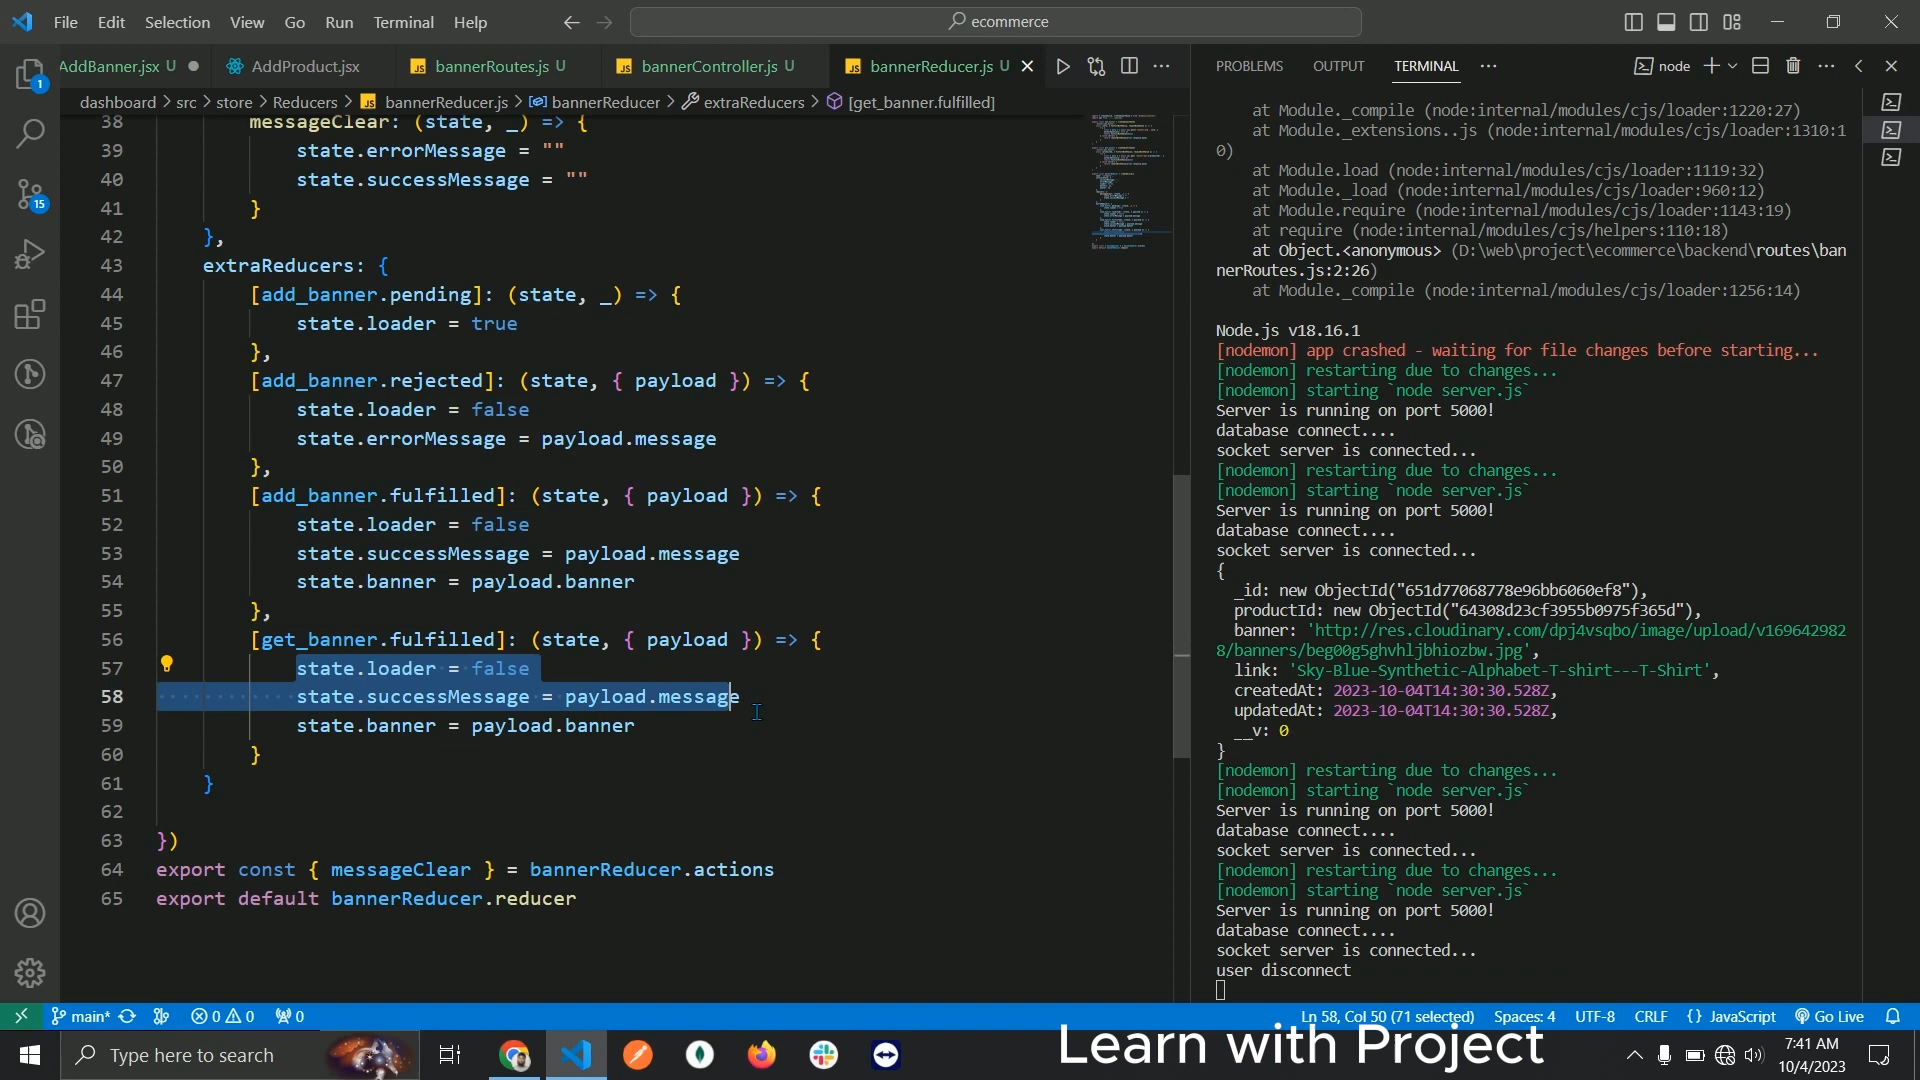 File Edit Selection View Go Run Terminal Help
ecommerce
AddBanner.jsx U
AddProduct.jsx
bannerRoutes.js U
bannerController.js U
bannerReducer.js U
dashboard > src > store > Reducers > bannerReducer.js > bannerReducer > extraReducers > [get_banner.fulfilled]
38 messageClear: (state, _) => {
39 state.errorMessage = ""
40 state.successMessage = ""
41 }
42 },
43 extraReducers: {
44 [add_banner.pending]: (state, _) => {
45 state.loader = true
46 },
47 [add_banner.rejected]: (state, { payload }) => {
48 state.loader = false
49 state.errorMessage = payload.message
50 },
51 [add_banner.fulfilled]: (state, { payload }) => {
52 state.loader = false
53 state.successMessage = payload.message
54 state.banner = payload.banner
55 },
56 [get_banner.fulfilled]: (state, { payload }) => {
57 state.loader = false
58 state.successMessage = payload.message
59 state.banner = payload.banner
60 }
61 }
62
63 })
64 export const { messageClear } = bannerReducer.actions
65 export default bannerReducer.reducer
PROBLEMS OUTPUT TERMINAL
node
at Module._compile (node:internal/modules/cjs/loader:1220:27)
at Module._extensions..js (node:internal/modules/cjs/loader:1310:1
0)
at Module.load (node:internal/modules/cjs/loader:1119:32)
at Module._load (node:internal/modules/cjs/loader:960:12)
at Module.require (node:internal/modules/cjs/loader:1143:19)
at require (node:internal/modules/cjs/helpers:110:18)
at Object.<anonymous> (D:\web\project\ecommerce\backend\routes\ban
nerRoutes.js:2:26)
at Module._compile (node:internal/modules/cjs/loader:1256:14)
Node.js v18.16.1
[nodemon] app crashed - waiting for file changes before starting...
[nodemon] restarting due to changes...
[nodemon] starting `node server.js`
Server is running on port 5000!
database connect....
socket server is connected...
[nodemon] restarting due to changes...
[nodemon] starting `node server.js`
Server is running on port 5000!
database connect....
socket server is connected...
{
_id: new ObjectId("651d77068778e96bb6060ef8"),
productId: new ObjectId("64308d23cf3955b0975f365d"),
banner: 'http://res.cloudinary.com/dpj4vsqbo/image/upload/v169642982
8/banners/beg00g5ghvhljbhiozbw.jpg',
link: 'Sky-Blue-Synthetic-Alphabet-T-shirt---T-Shirt',
createdAt: 2023-10-04T14:30:30.528Z,
updatedAt: 2023-10-04T14:30:30.528Z,
__v: 0
}
[nodemon] restarting due to changes...
[nodemon] starting `node server.js`
Server is running on port 5000!
database connect....
socket server is connected...
[nodemon] restarting due to changes...
[nodemon] starting `node server.js`
Server is running on port 5000!
database connect....
socket server is connected...
user disconnect
1
15
main* 0 0 0
Ln 58, Col 50 (71 selected) Spaces: 4 UTF-8 CRLF {} JavaScript Go Live
Type here to search
Learn with Project
7:41 AM
10/4/2023